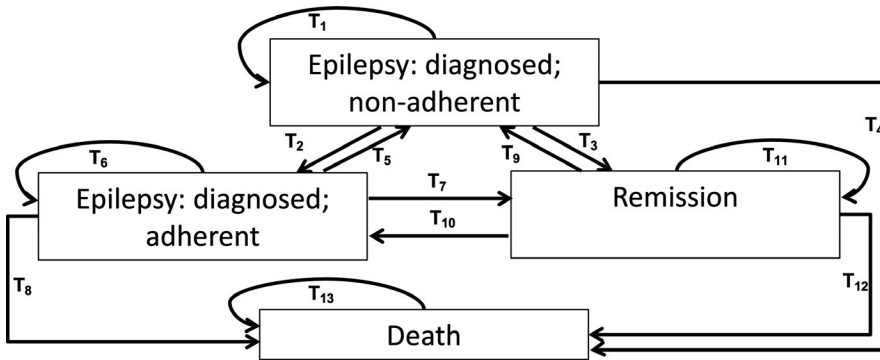 T1
Epilepsy: diagnosed;
non-adherent
T2
T5
T9
T3
T4
T6
T11
Epilepsy: diagnosed;
adherent
T7
T10
Remission
T8
T13
T12
Death